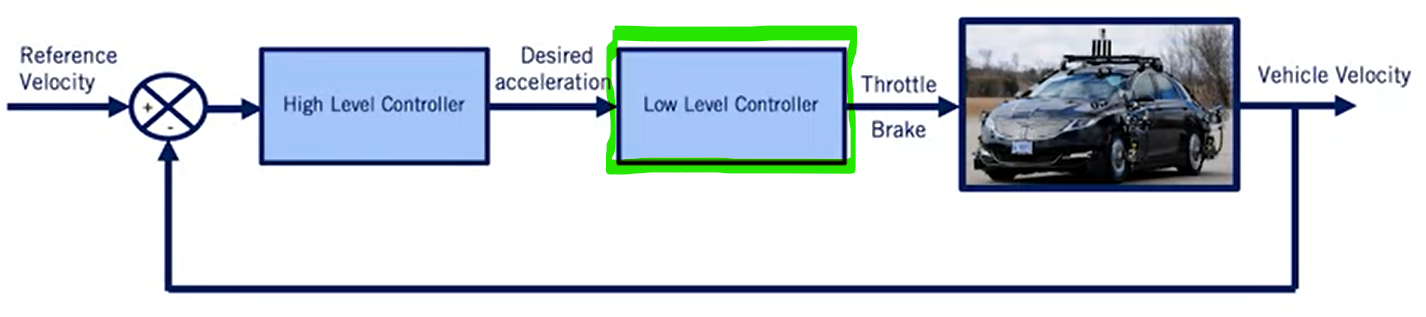 Reference
Velocity
+
-
High Level Controller
Desired
acceleration
Low Level Controller
Throttle
Brake
Vehicle Velocity